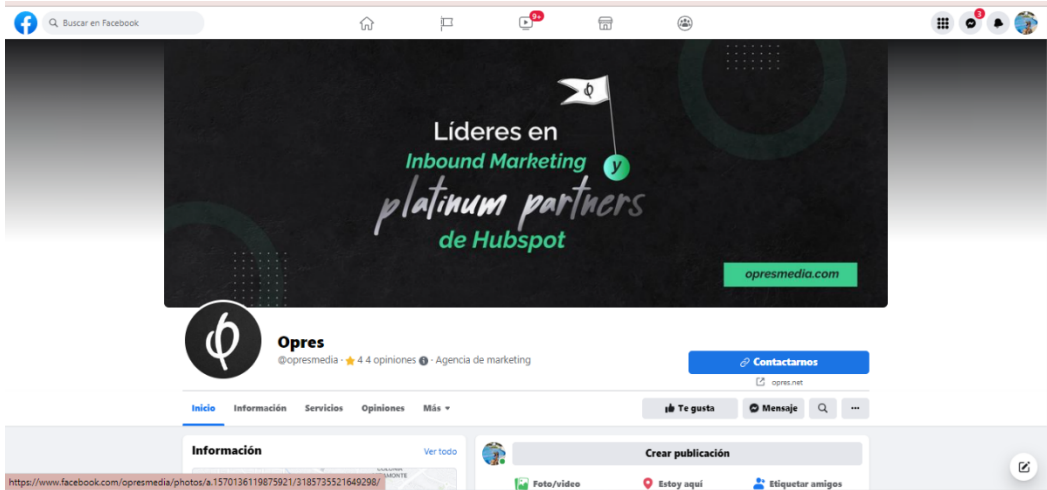 Buscar en Facebook
9+
3
Líderes en
Inbound Marketing y
platinum partners
de Hubspot
opresmedia.com
Opres
@opresmedia · 4 4 opiniones · Agencia de marketing
Contactarnos
opres.net
Inicio Información Servicios Opiniones Más
Te gusta Mensaje
Información Ver todo
Crear publicación
Foto/video Estoy aquí Etiquetar amigos
https://www.facebook.com/opresmedia/photos/a.1570136119875921/3185735521649298/